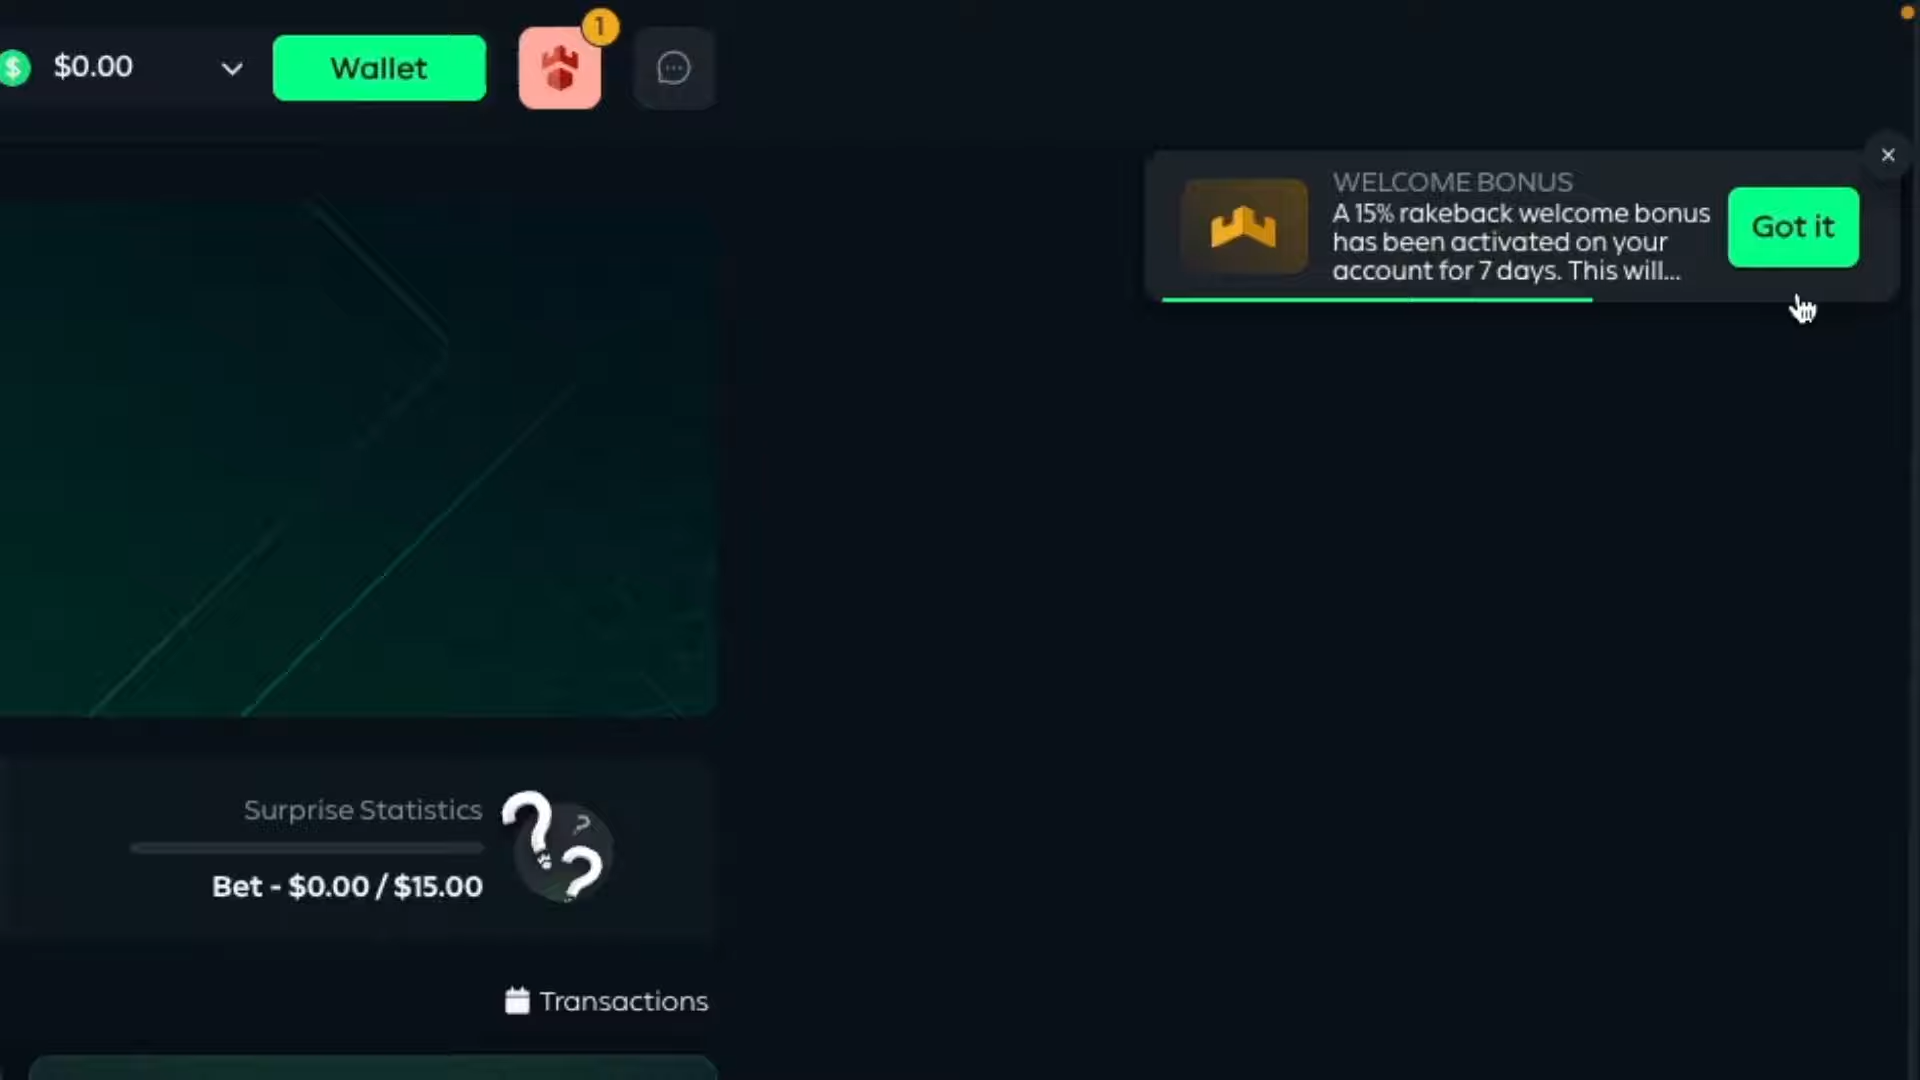 $0.00
Wallet
1
WELCOME BONUS
A 15% rakeback welcome bonus
has been activated on your
account for 7 days. This will...
Got it
Surprise Statistics
Bet - $0.00 / $15.00
Transactions